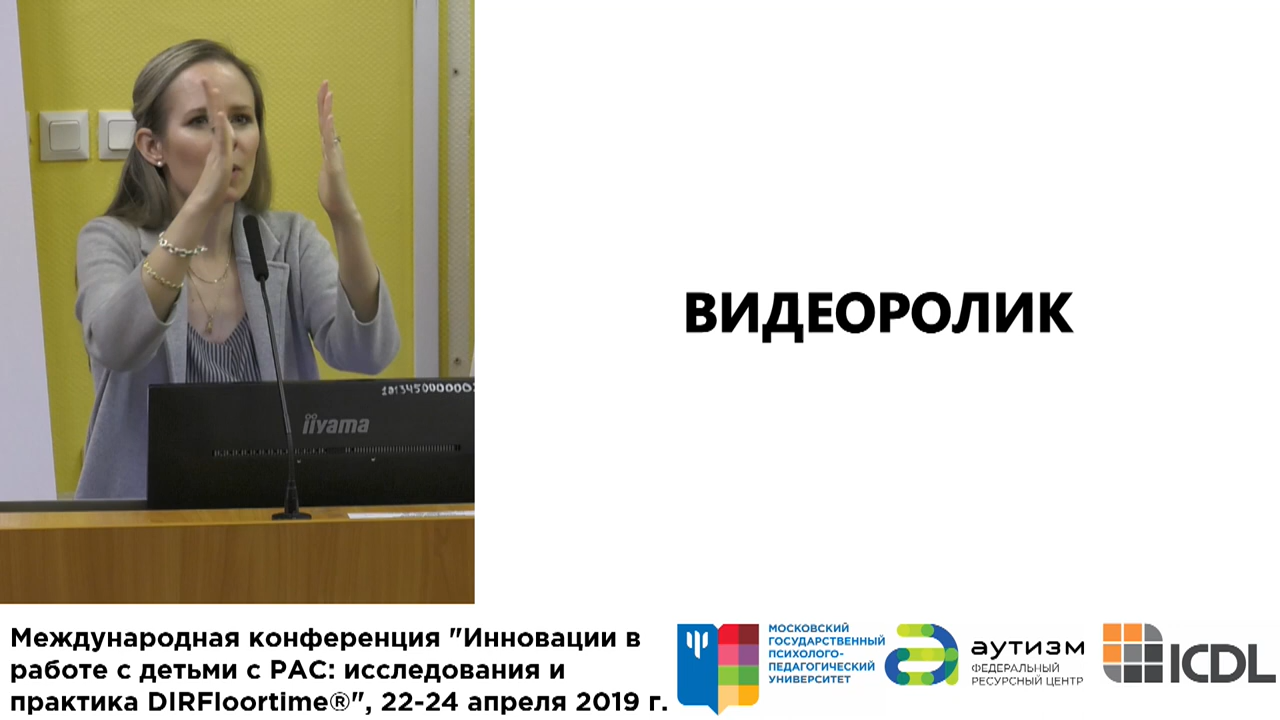 ВИДЕОРОЛИК
iiyama
Международная конференция "Инновации в
работе с детьми с РАС: исследования и
практика DIRFloortime®", 22-24 апреля 2019 г.
МОСКОВСКИЙ
ГОСУДАРСТВЕННЫЙ
ПСИХОЛОГО-
ПЕДАГОГИЧЕСКИЙ
УНИВЕРСИТЕТ
аутизм
ФЕДЕРАЛЬНЫЙ
РЕСУРСНЫЙ ЦЕНТР
ICDL